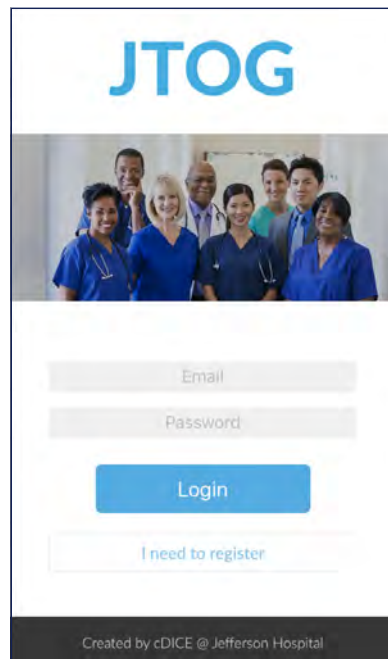 JTOG
Email
Password
Login
I need to register
Created by cDICE @ Jefferson Hospital